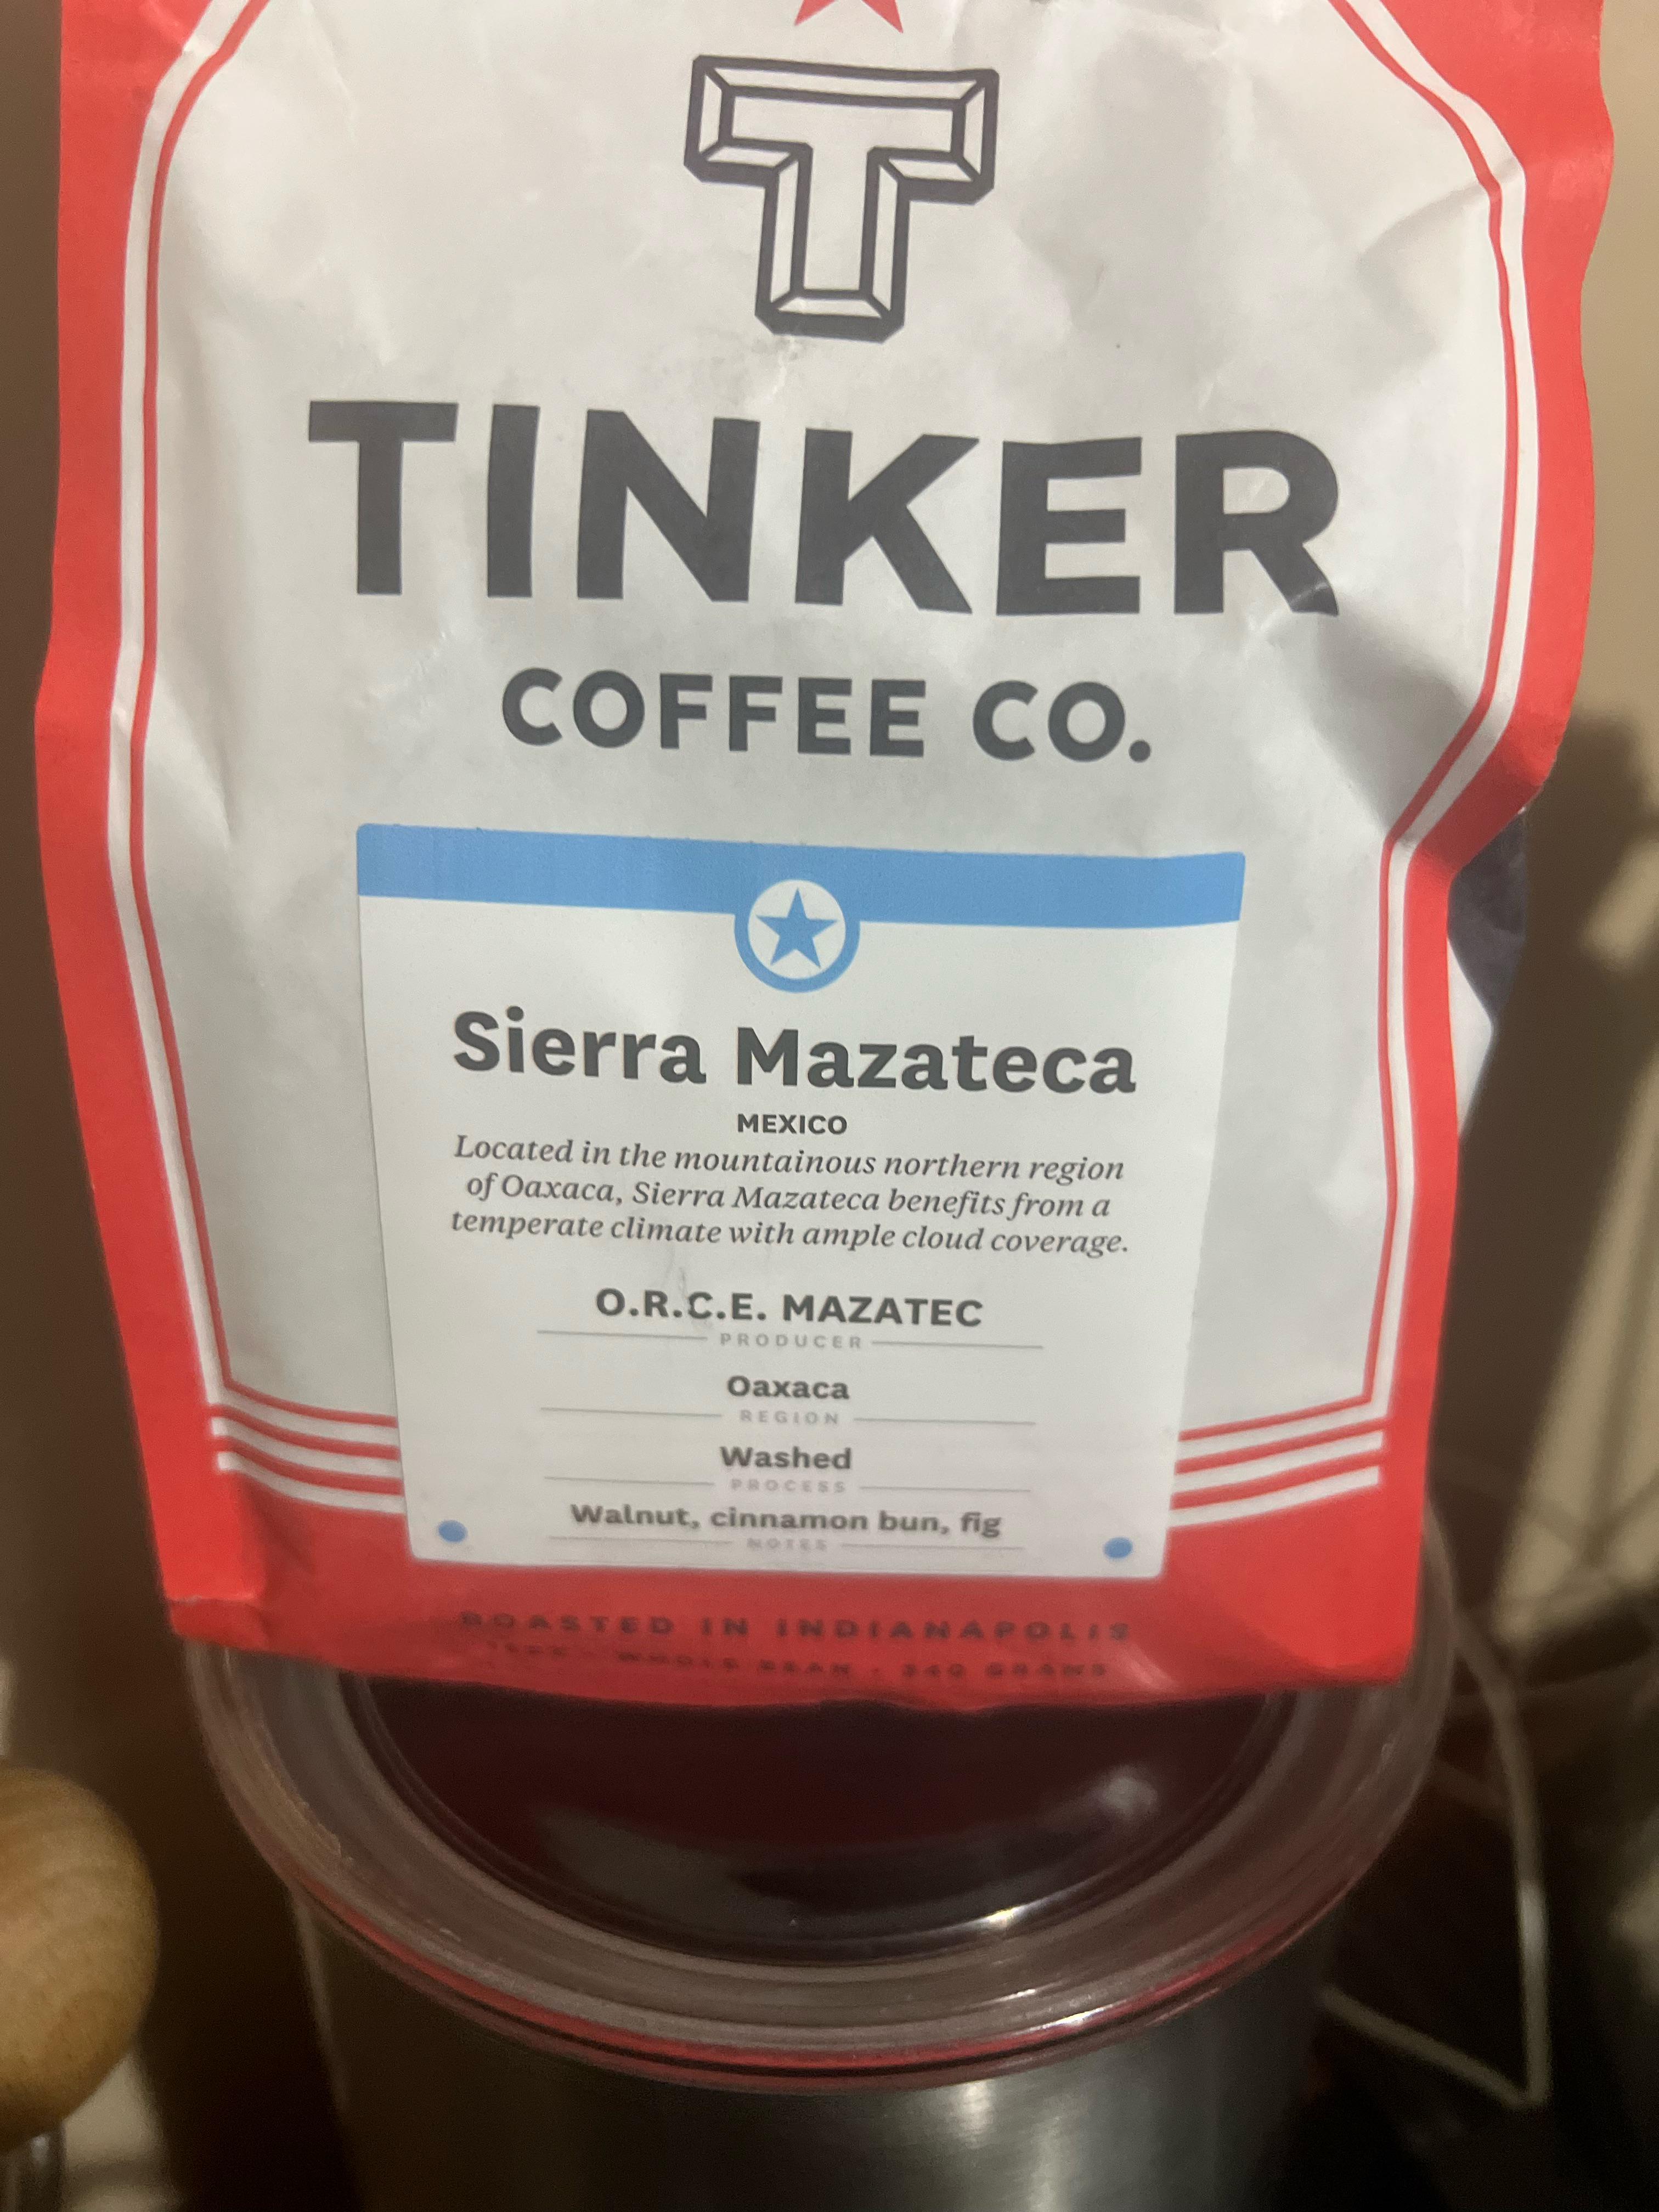 T
TINKER
COFFEE CO.
Sierra Mazateca
MEXICO
Located in the mountainous northern region
of Oaxaca, Sierra Mazateca benefits from a
temperate climate with ample cloud coverage.
O.R.C.E. MAZATEC
PRODUCER
Oaxaca
REGION
Washed
PROCESS
Walnut, cinnamon bun, fig
NOTES
ROASTED IN INDIANAPOLIS
WHOLE BEAN · 340 GRAMS